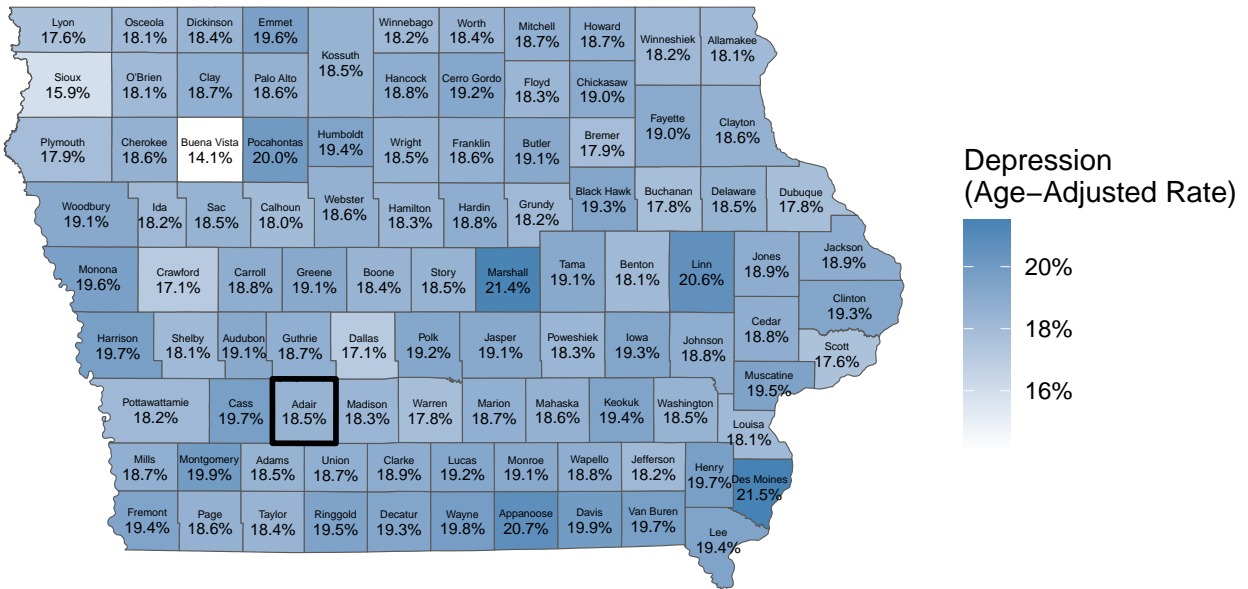 Lyon
17.6%
Osceola
18.1%
Dickinson
18.4%
Emmet
19.6%
Kossuth
18.5%
Winnebago
18.2%
Worth
18.4%
Mitchell
18.7%
Howard
18.7%
Winneshiek
18.2%
Allamakee
18.1%
Sioux
15.9%
O'Brien
18.1%
Clay
18.7%
Palo Alto
18.6%
Hancock
18.8%
Cerro Gordo
19.2%
Floyd
18.3%
Chickasaw
19.0%
Fayette
19.0%
Clayton
18.6%
Plymouth
17.9%
Cherokee
18.6%
Buena Vista
14.1%
Pocahontas
20.0%
Humboldt
19.4%
Wright
18.5%
Franklin
18.6%
Butler
19.1%
Bremer
17.9%
Woodbury
19.1%
Ida
18.2%
Sac
18.5%
Calhoun
18.0%
Webster
18.6%
Hamilton
18.3%
Hardin
18.8%
Grundy
18.2%
Black Hawk
19.3%
Buchanan
17.8%
Delaware
18.5%
Dubuque
17.8%
Monona
19.6%
Crawford
17.1%
Carroll
18.8%
Greene
19.1%
Boone
18.4%
Story
18.5%
Marshall
21.4%
Tama
19.1%
Benton
18.1%
Linn
20.6%
Jones
18.9%
Jackson
18.9%
Clinton
19.3%
Harrison
19.7%
Shelby
18.1%
Audubon
19.1%
Guthrie
18.7%
Dallas
17.1%
Polk
19.2%
Jasper
19.1%
Poweshiek
18.3%
Iowa
19.3%
Johnson
18.8%
Cedar
18.8%
Scott
17.6%
Muscatine
19.5%
Pottawattamie
18.2%
Cass
19.7%
Adair
18.5%
Madison
18.3%
Warren
17.8%
Marion
18.7%
Mahaska
18.6%
Keokuk
19.4%
Washington
18.5%
Louisa
18.1%
Mills
18.7%
Montgomery
19.9%
Adams
18.5%
Union
18.7%
Clarke
18.9%
Lucas
19.2%
Monroe
19.1%
Wapello
18.8%
Jefferson
18.2%
Henry
19.7%
Des Moines
21.5%
Fremont
19.4%
Page
18.6%
Taylor
18.4%
Ringgold
19.5%
Decatur
19.3%
Wayne
19.8%
Appanoose
20.7%
Davis
19.9%
Van Buren
19.7%
Lee
19.4%
Depression
(Age−Adjusted Rate)
20%
18%
16%